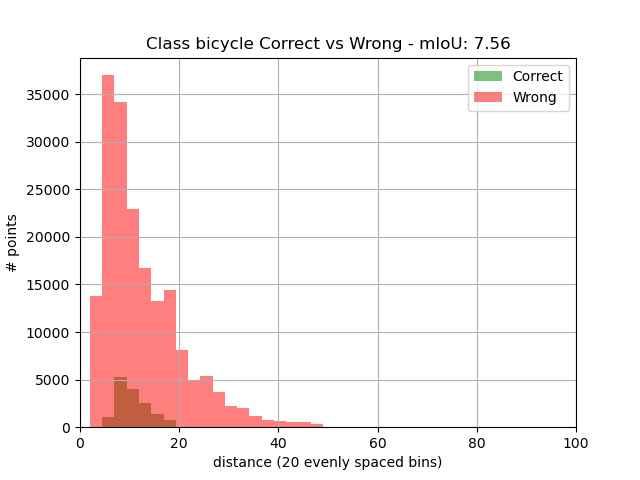 Class bicycle Correct vs Wrong - mIoU: 7.56
Correct
Wrong
35000
30000
25000
20000
15000
10000
5000
0
# points
0 20 40 60 80 100
distance (20 evenly spaced bins)